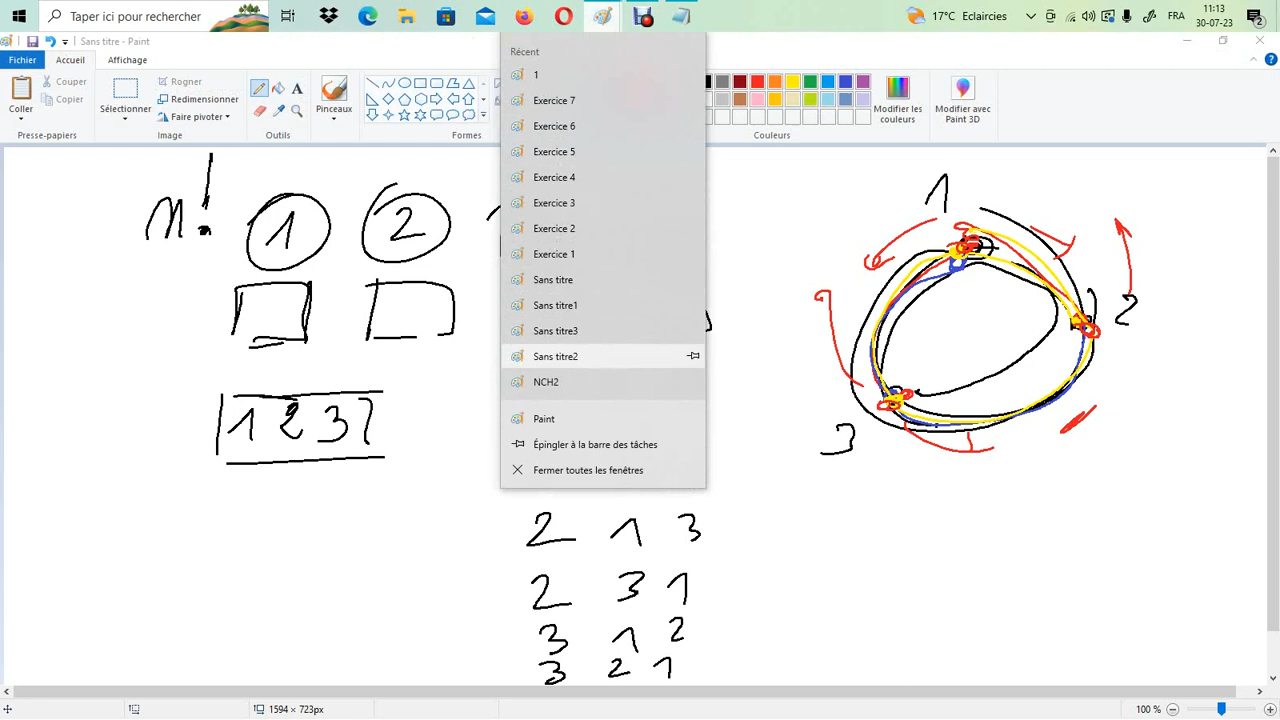 Taper ici pour rechercher
17°C Eclaircies
FRA
11:13
30-07-23
2
Sans titre - Paint
Fichier
Accueil
Affichage
Coller
Couper
Copier
Presse-papiers
Sélectionner
Rogner
Redimensionner
Faire pivoter
Image
Outils
A
Pinceaux
Formes
Couleurs
Modifier les couleurs
Modifier avec Paint 3D
Récent
1
Exercice 7
Exercice 6
Exercice 5
Exercice 4
Exercice 3
Exercice 2
Exercice 1
Sans titre
Sans titre1
Sans titre3
Sans titre2
NCH2
Paint
Épingler à la barre des tâches
Fermer toutes les fenêtres
n! 1 2
1 2 3
2 1 3
2 3 1
3 1 2
3 2 1
1
2
3
1594 × 723px
100 %